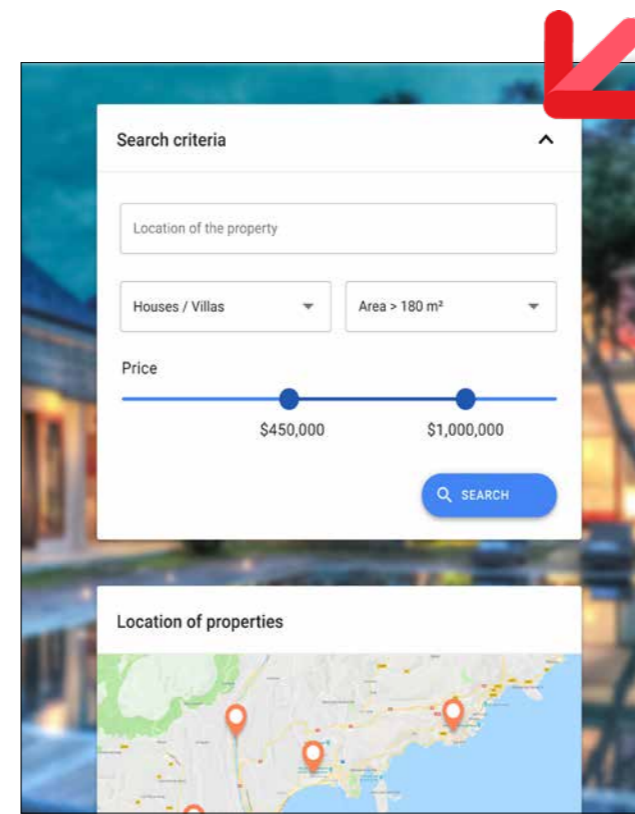 Search criteria
Location of the property
Houses / Villas
Area > 180 m²
Price
$450,000
$1,000,000
SEARCH
Location of properties